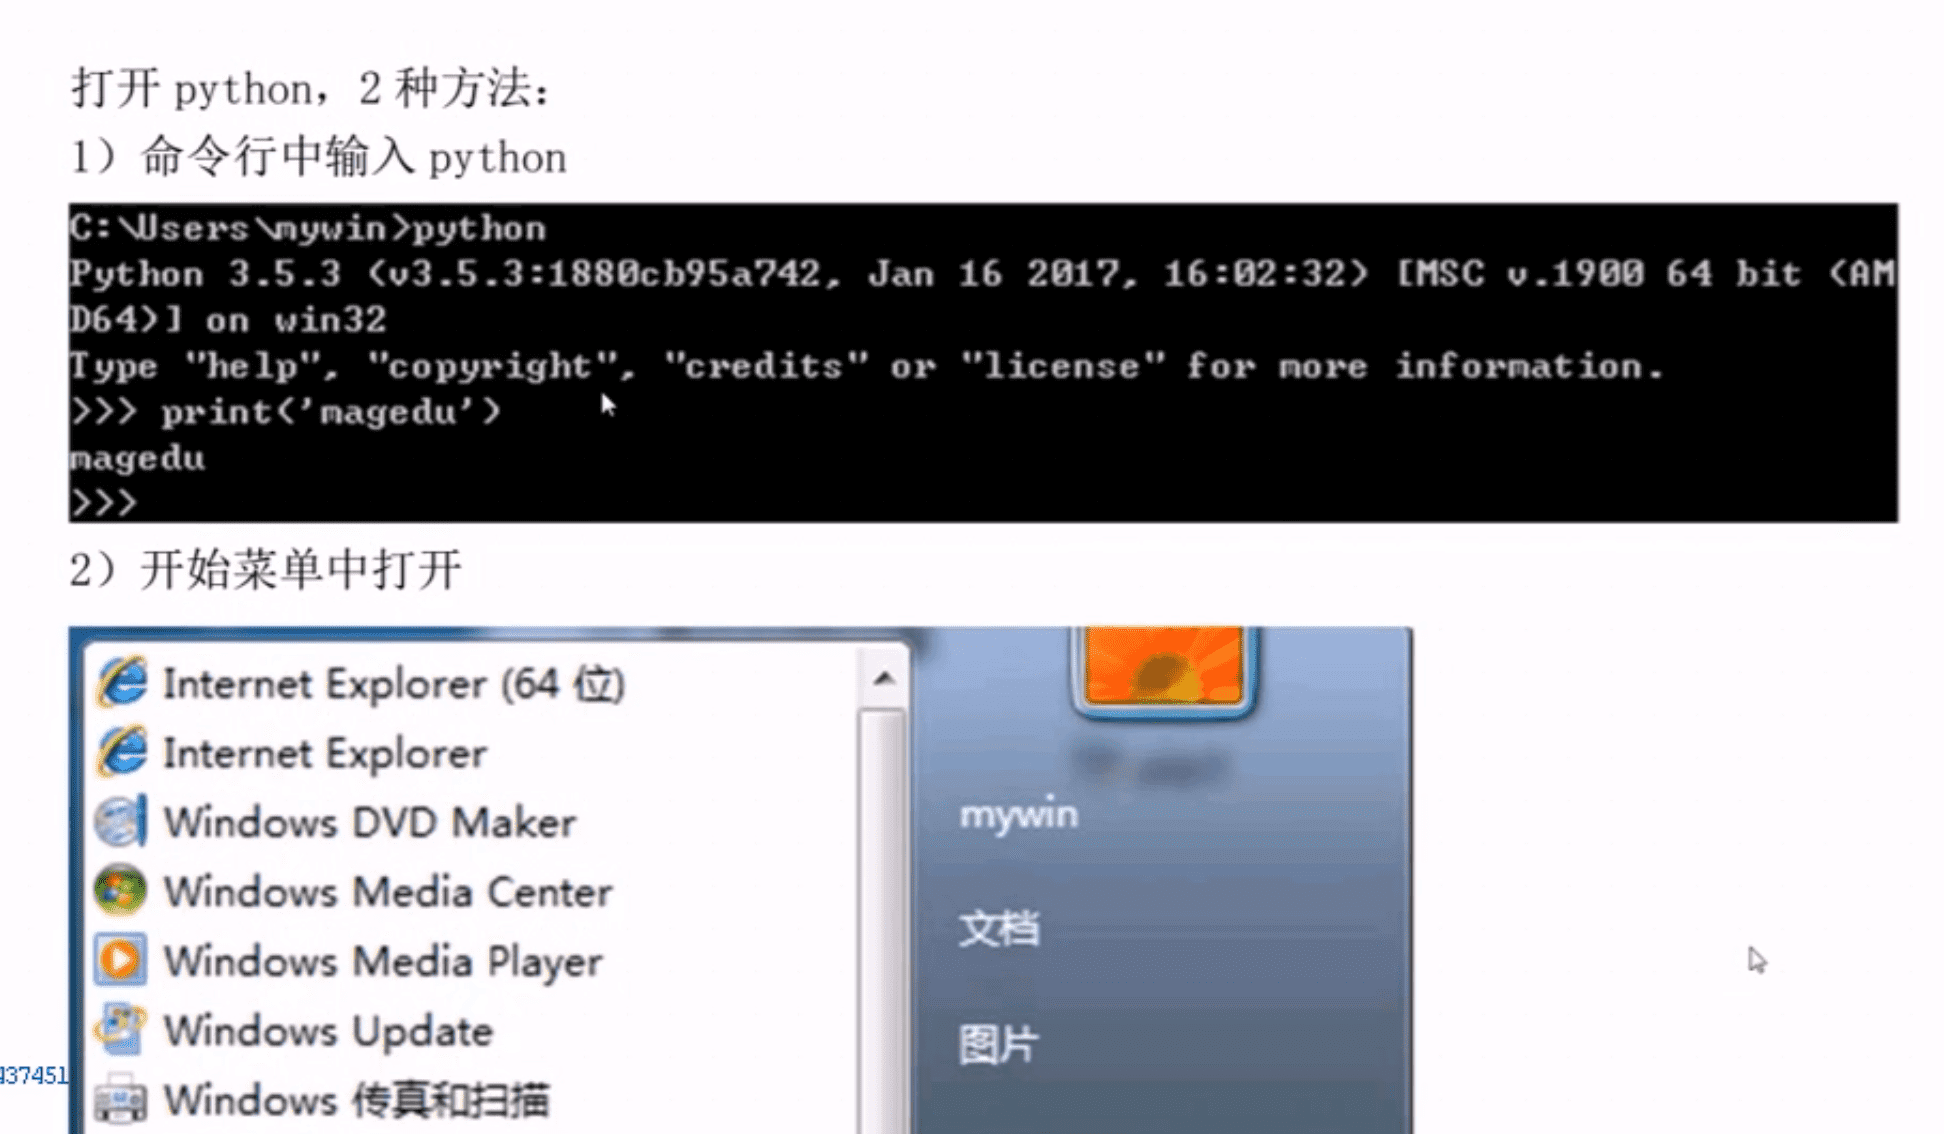 打开 python，2 种方法：
1）命令行中输入 python
C:\Users\mywin>python
Python 3.5.3 (v3.5.3:1880cb95a742, Jan 16 2017, 16:02:32) [MSC v.1900 64 bit (AM
D64)] on win32
Type "help", "copyright", "credits" or "license" for more information.
>>> print('magedu')
magedu
>>>
2）开始菜单中打开
Internet Explorer (64 位)
Internet Explorer
Windows DVD Maker
Windows Media Center
Windows Media Player
Windows Update
Windows 传真和扫描
mywin
文档
图片